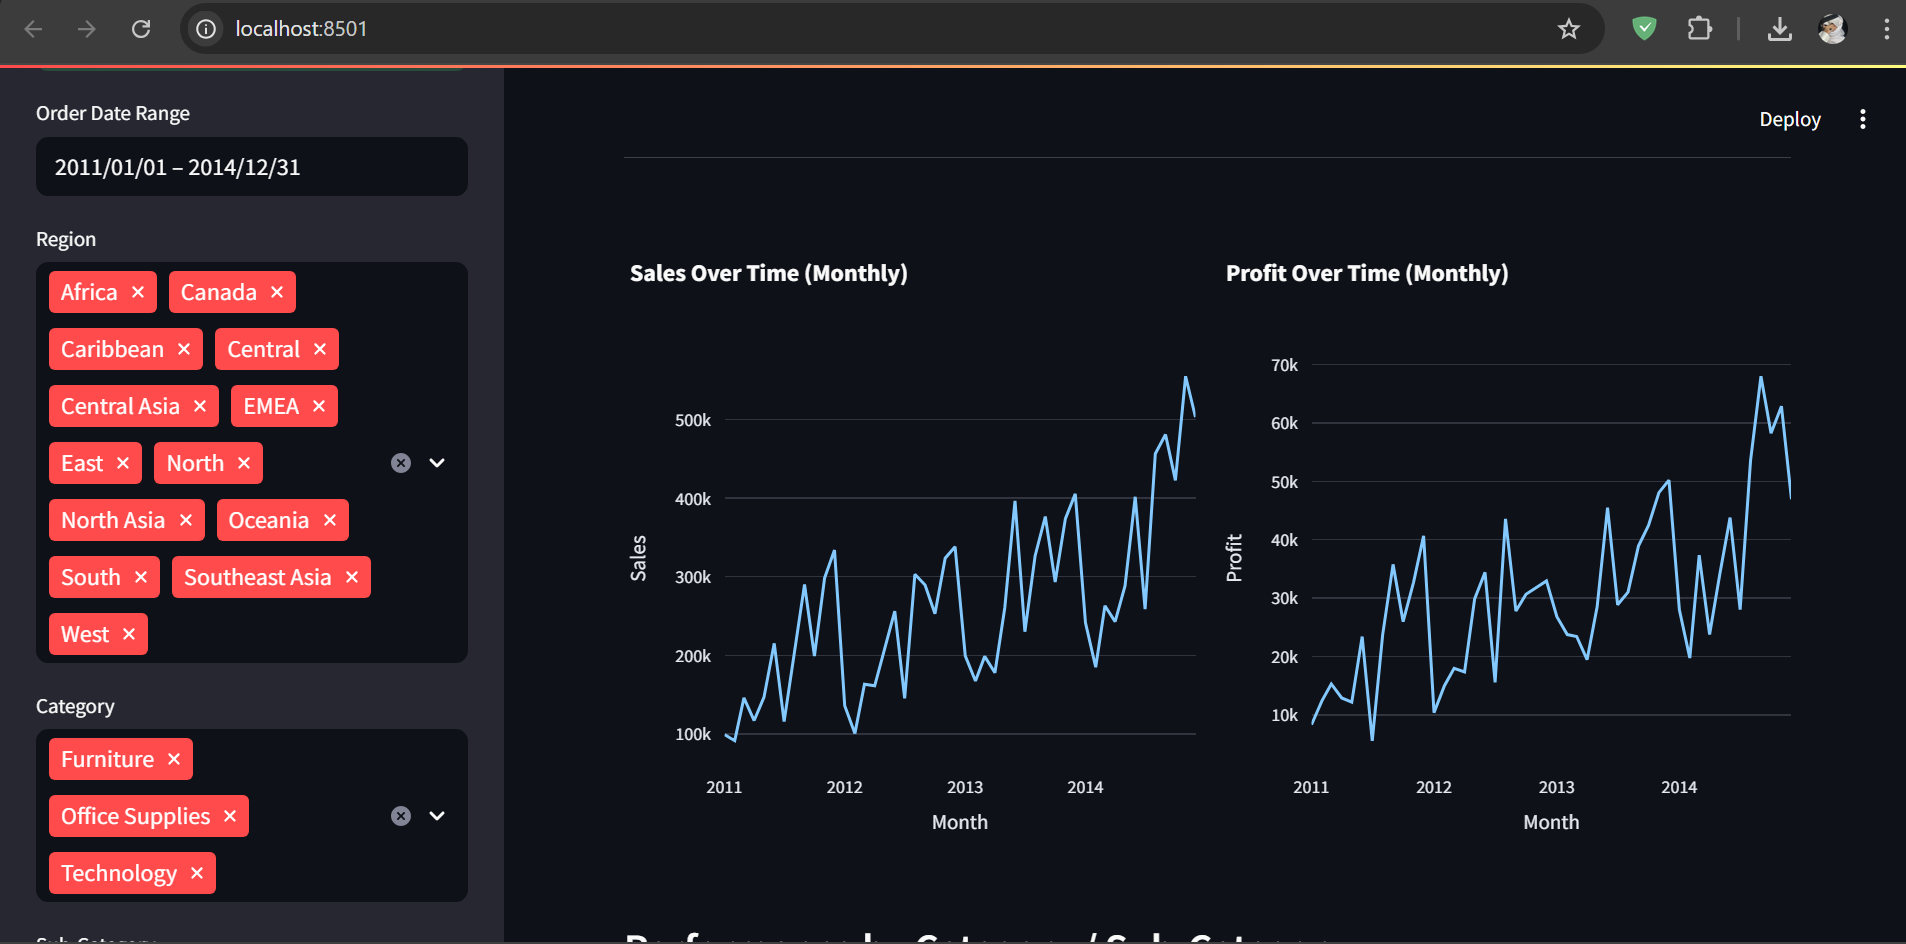 localhost:8501
Order Date Range
2011/01/01 – 2014/12/31
Region
Africa
Canada
Caribbean
Central
Central Asia
EMEA
East
North
North Asia
Oceania
South
Southeast Asia
West
Category
Furniture
Office Supplies
Technology
Deploy
Sales Over Time (Monthly)
500k
400k
300k
200k
100k
Sales
2011 2012 2013 2014
Month
Profit Over Time (Monthly)
70k
60k
50k
40k
30k
20k
10k
Profit
2011 2012 2013 2014
Month